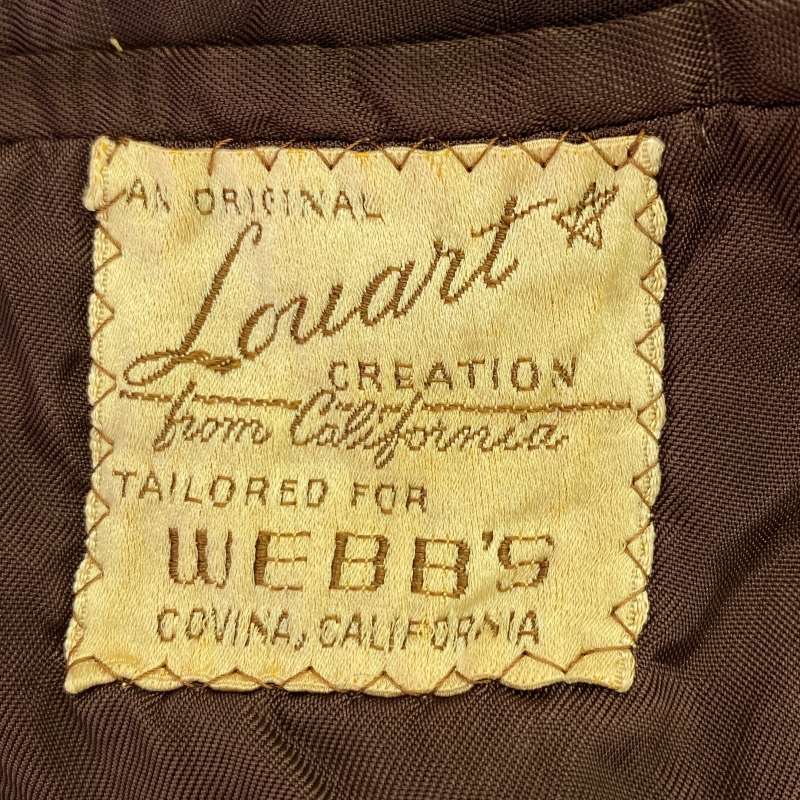 AN ORIGINAL
Louart
CREATION
from California
TAILORED FOR
WEBB'S
COVINA, CALIFORNIA